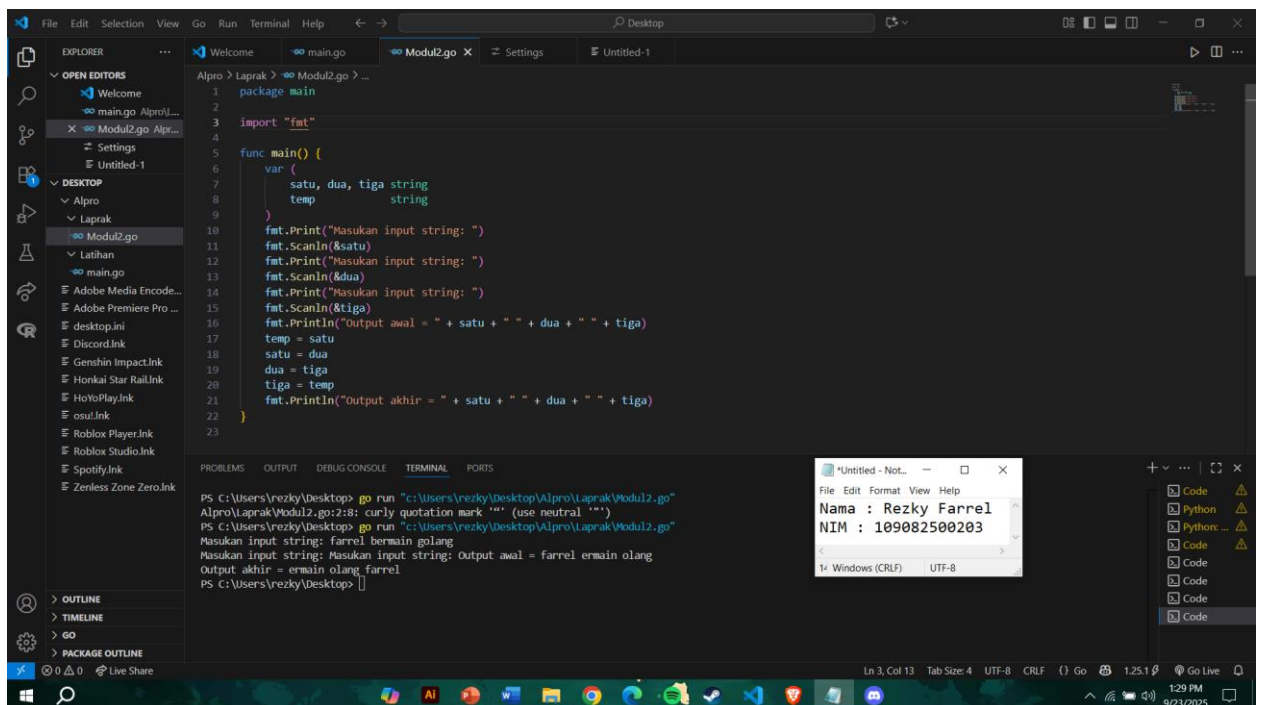 File Edit Selection View Go Run Terminal Help
Desktop
EXPLORER
Welcome
main.go
Modul2.go
Settings
Untitled-1
OPEN EDITORS
Welcome
main.go Alpro\L...
Modul2.go Alpr...
Settings
Untitled-1
DESKTOP
Alpro
Laprak
Modul2.go
Latihan
main.go
Adobe Media Encode...
Adobe Premiere Pro ...
desktop.ini
Discord.lnk
Genshin Impact.lnk
Honkai Star Rail.lnk
HoYoPlay.lnk
osu!.lnk
Roblox Player.lnk
Roblox Studio.lnk
Spotify.lnk
Zenless Zone Zero.lnk
OUTLINE
TIMELINE
GO
PACKAGE OUTLINE
Alpro > Laprak > Modul2.go > ...
1 package main
2
3 import "fmt"
4
5 func main() {
6 var (
7 satu, dua, tiga string
8 temp string
9 )
10 fmt.Print("Masukan input string: ")
11 fmt.Scanln(&satu)
12 fmt.Print("Masukan input string: ")
13 fmt.Scanln(&dua)
14 fmt.Print("Masukan input string: ")
15 fmt.Scanln(&tiga)
16 fmt.Println("Output awal = " + satu + " " + dua + " " + tiga)
17 temp = satu
18 satu = dua
19 dua = tiga
20 tiga = temp
21 fmt.Println("Output akhir = " + satu + " " + dua + " " + tiga)
22 }
23
PROBLEMS OUTPUT DEBUG CONSOLE TERMINAL PORTS
PS C:\Users\rezky\Desktop> go run "c:\Users\rezky\Desktop\Alpro\Laprak\Modul2.go"
Alpro\Laprak\Modul2.go:2:8: curly quotation mark '“' (use neutral '"')
PS C:\Users\rezky\Desktop> go run "c:\Users\rezky\Desktop\Alpro\Laprak\Modul2.go"
Masukan input string: farrel bermain golang
Masukan input string: Masukan input string: Output awal = farrel ermain olang
Output akhir = ermain olang farrel
PS C:\Users\rezky\Desktop>
*Untitled - Not...
File Edit Format View Help
Nama : Rezky Farrel
NIM : 109082500203
Windows (CRLF) UTF-8
Code
Python
Python: ...
Code
Code
Code
Code
Code
0 0 Live Share
Ln 3, Col 13 Tab Size: 4 UTF-8 CRLF {} Go 1.25.1 Go Live
1:29 PM
9/23/2025